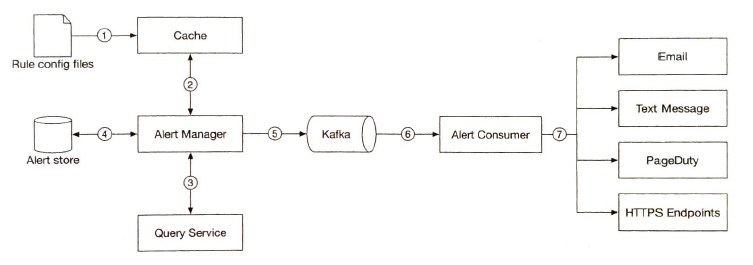 Rule config files
1
Cache
2
Alert store
4
Alert Manager
5
Kafka
6
Alert Consumer
7
3
Query Service
Email
Text Message
PageDuty
HTTPS Endpoints